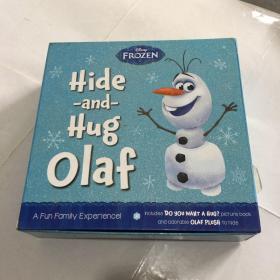 Disney
FROZEN
Hide
-and-
Hug
Olaf
A Fun Family Experience!
Includes DO YOU WANT A HUG? picture book
and adorable OLAF PLUSH to hide